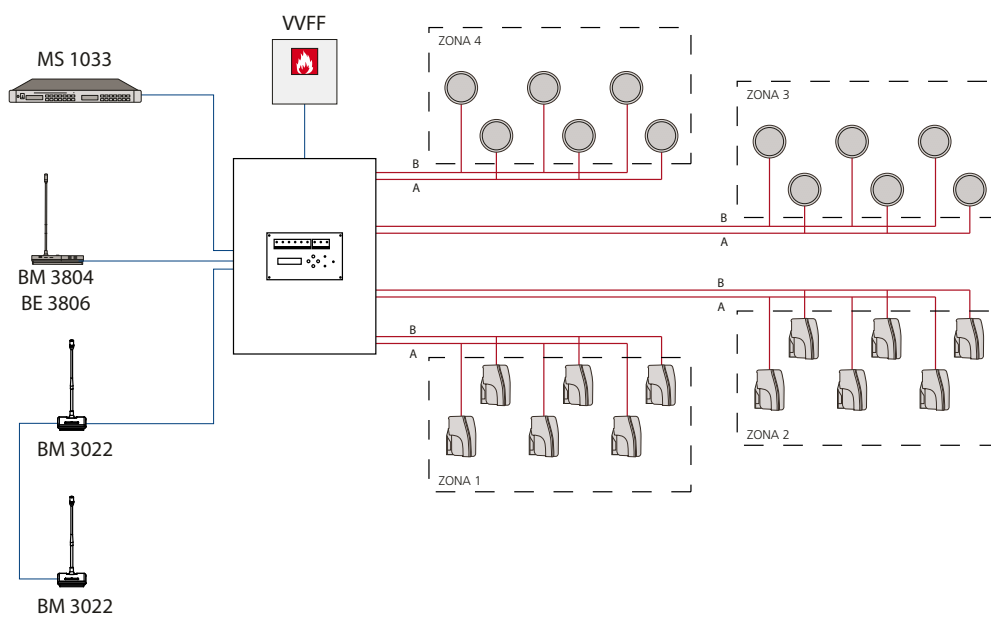 VVFF
MS 1033
ZONA 4
ZONA 3
B
A
B
A
BM 3804
BE 3806
B
A
B
A
BM 3022
ZONA 2
ZONA 1
BM 3022